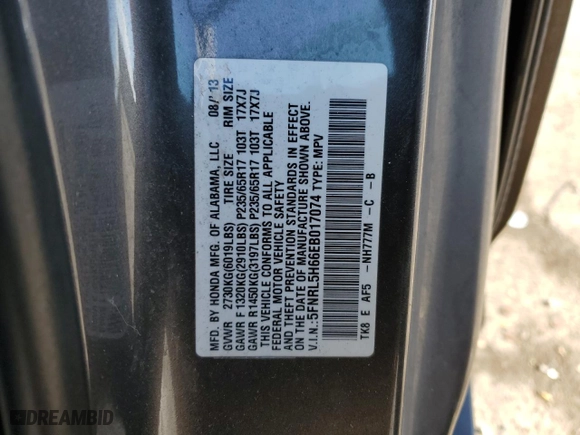 MFD. BY HONDA MFG. OF ALABAMA, LLC 08/'13
GVWR 2730KG(6019LBS) TIRE SIZE RIM SIZE
GAWR F 1320KG(2910LBS) P235/65R17 103T 17X7J
GAWR R 1450KG(3197LBS) P235/65R17 103T 17X7J
THIS VEHICLE CONFORMS TO ALL APPLICABLE
FEDERAL MOTOR VEHICLE SAFETY, BUMPER AND
THEFT PREVENTION STANDARDS IN EFFECT
ON THE DATE OF MANUFACTURE SHOWN ABOVE.
V.I.N.:5FNRL5H66EB017074 TYPE: MPV
TK8 E AF5 -NH777M -C -B
DREAMBID